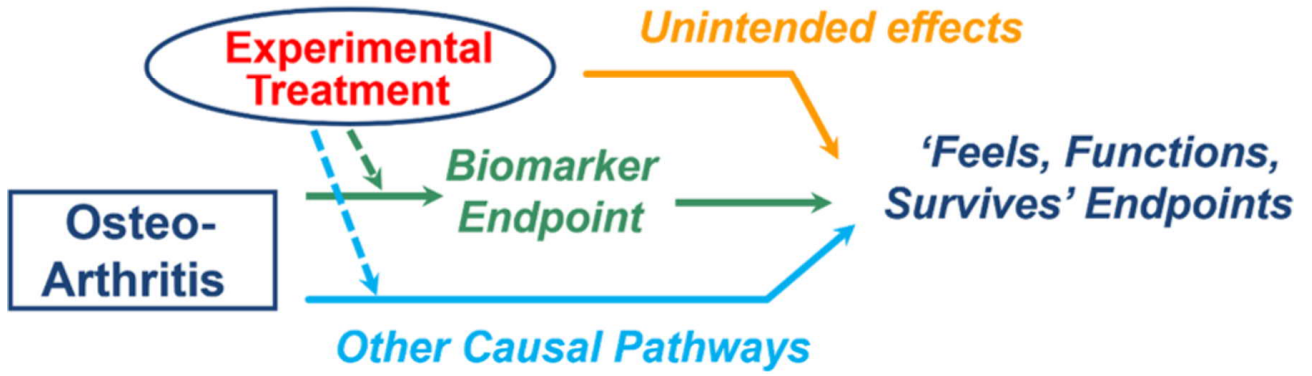 Experimental
Treatment
Unintended effects
Biomarker
Endpoint
‘Feels, Functions,
Survives’ Endpoints
Osteo-
Arthritis
Other Causal Pathways